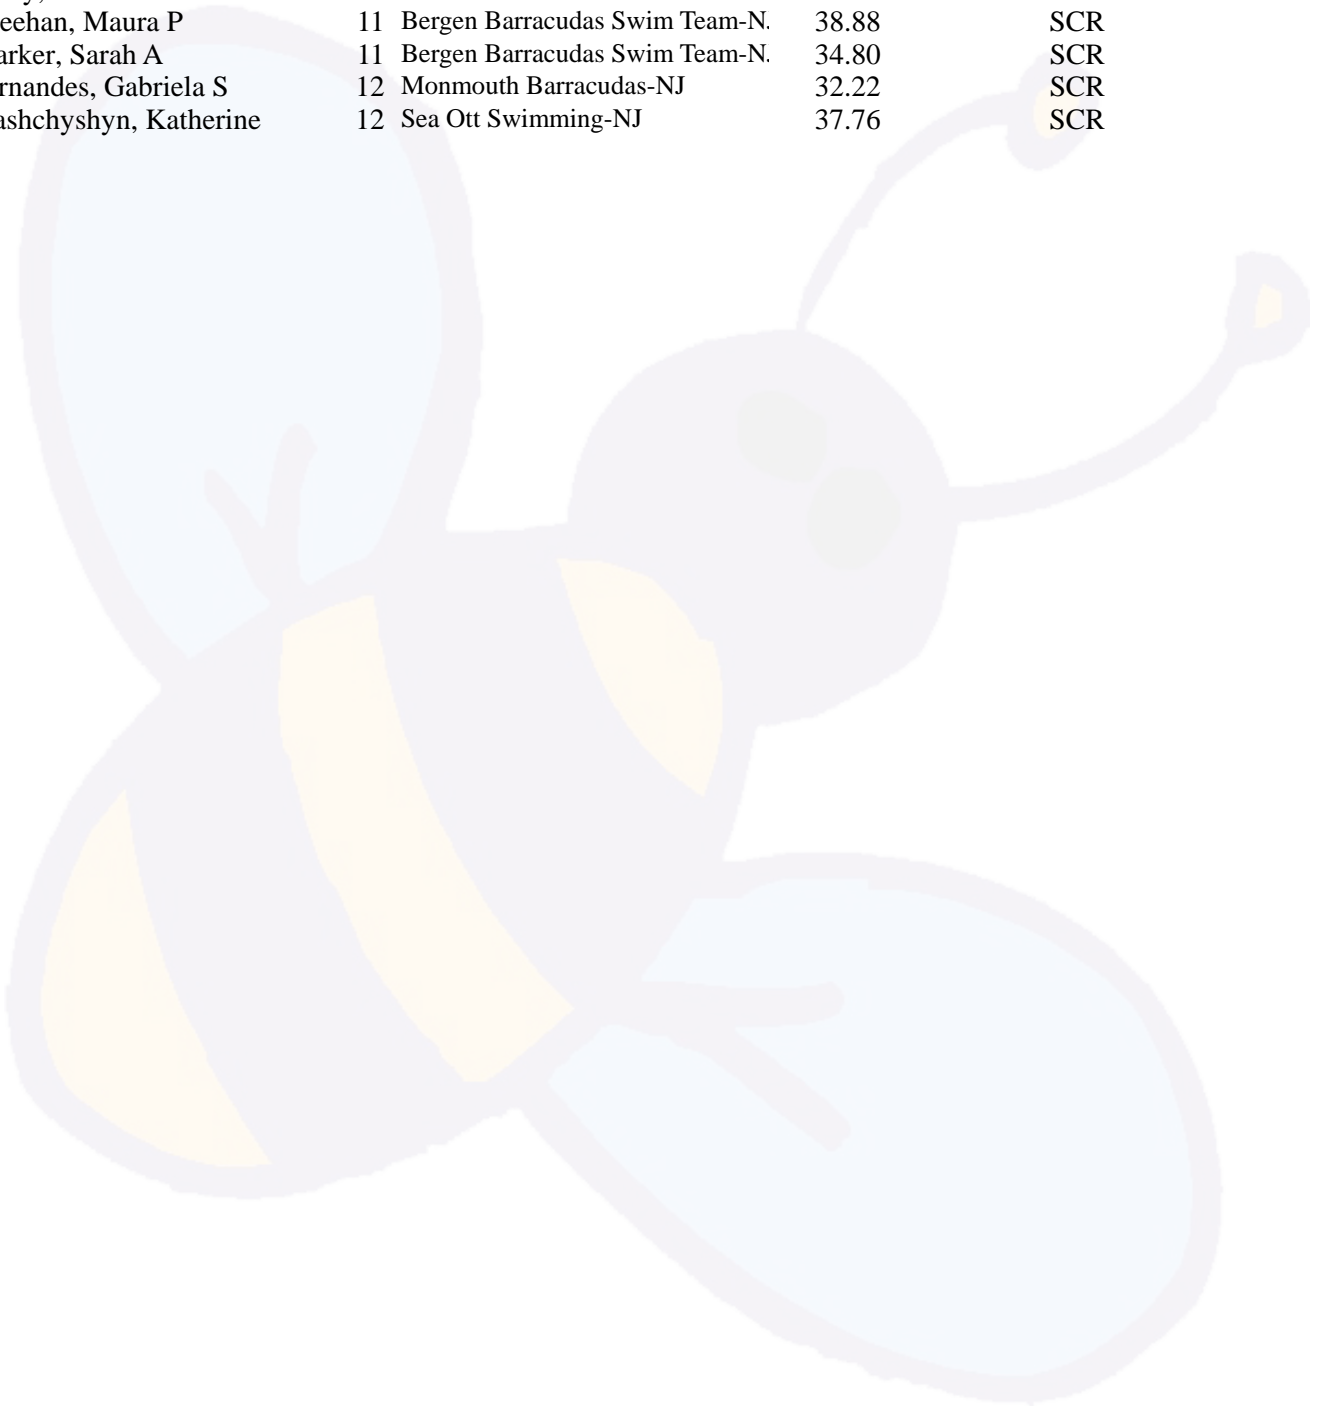 eehan, Maura P 11 Bergen Barracudas Swim Team-N. 38.88 SCR
arker, Sarah A 11 Bergen Barracudas Swim Team-N. 34.80 SCR
rnandes, Gabriela S 12 Monmouth Barracudas-NJ 32.22 SCR
ashchyshyn, Katherine 12 Sea Ott Swimming-NJ 37.76 SCR